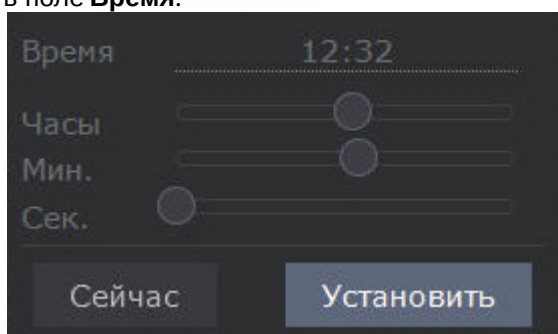 в поле Время.
Время 12:32
Часы
Мин.
Сек.
Сейчас Установить